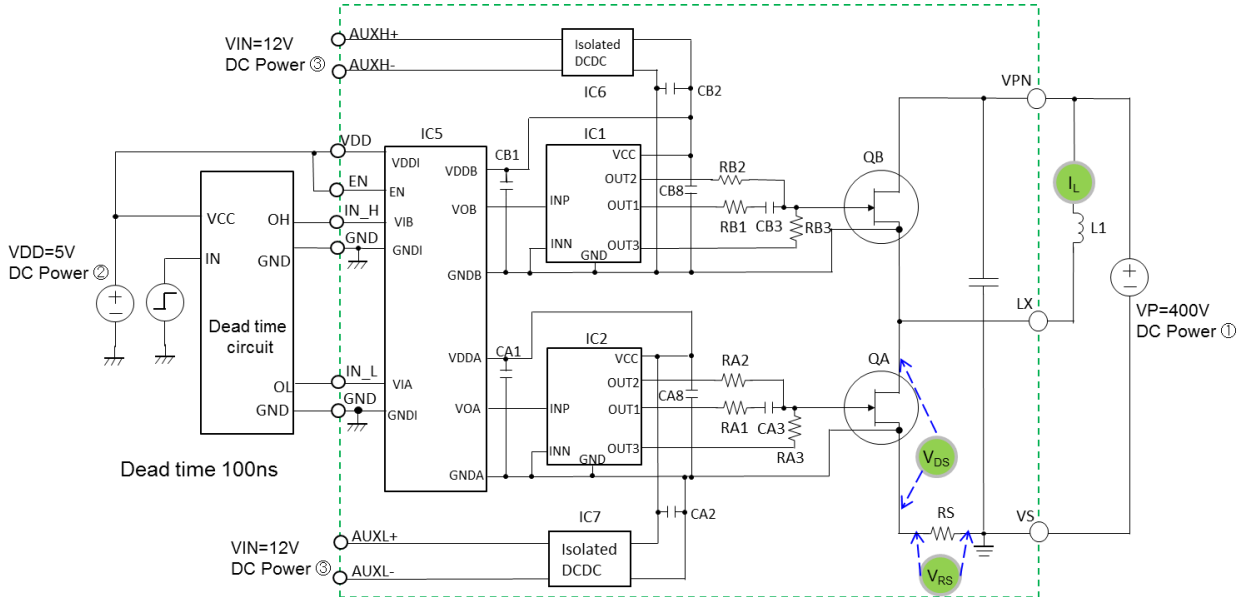 AUXH+
VIN=12V
DC Power ③
AUXH-
Isolated
DCDC
IC6
CB2
VPN
VDD
IC5
IC1
VDDI
VDDB
CB1
VCC
RB2
QB
EN
EN
OUT2
CB8
IL
IN_H
VCC
OH
VIB
VOB
INP
OUT1
RB1
CB3
RB3
L1
VDD=5V
DC Power ②
IN
GND
GND
GNDI
INN
OUT3
GND
GNDB
VP=400V
DC Power ①
LX
Dead time
circuit
IC2
VDDA
CA1
VCC
RA2
QA
OL
IN_L
VIA
OUT2
CA8
GND
GND
GNDI
VOA
INP
OUT1
RA1
CA3
RA3
INN
OUT3
GND
VDS
Dead time 100ns
GNDA
CA2
RS
VS
AUXL+
IC7
VIN=12V
DC Power ③
AUXL-
Isolated
DCDC
VRS